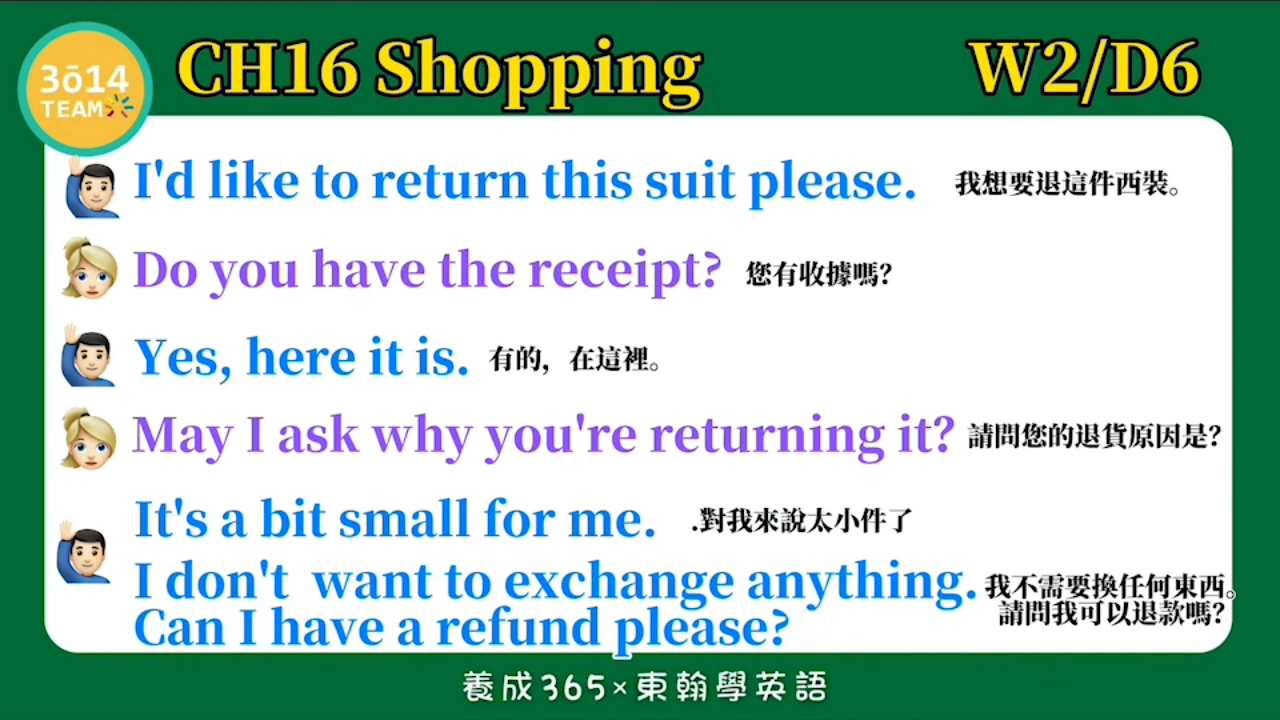 3ō14
TEAM
CH16 Shopping
W2/D6
I'd like to return this suit please. 我想要退這件西裝。
Do you have the receipt? 您有收據嗎?
Yes, here it is. 有的，在這裡。
May I ask why you're returning it? 請問您的退貨原因是?
It's a bit small for me. .對我來說太小件了
I don't want to exchange anything. 我不需要換任何東西。
Can I have a refund please? 請問我可以退款嗎?
養成365×東翰學英語